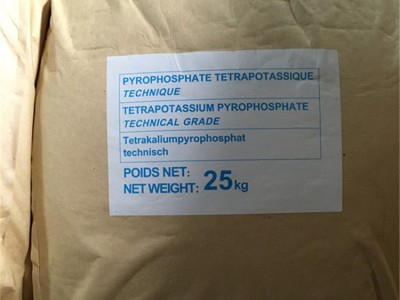 PYROPHOSPHATE TETRAPOTASSIQUE
TECHNIQUE
TETRAPOTASSIUM PYROPHOSPHATE
TECHNICAL GRADE
Tetrakaliumpyrophosphat
technisch
POIDS NET:
NET WEIGHT: 25kg